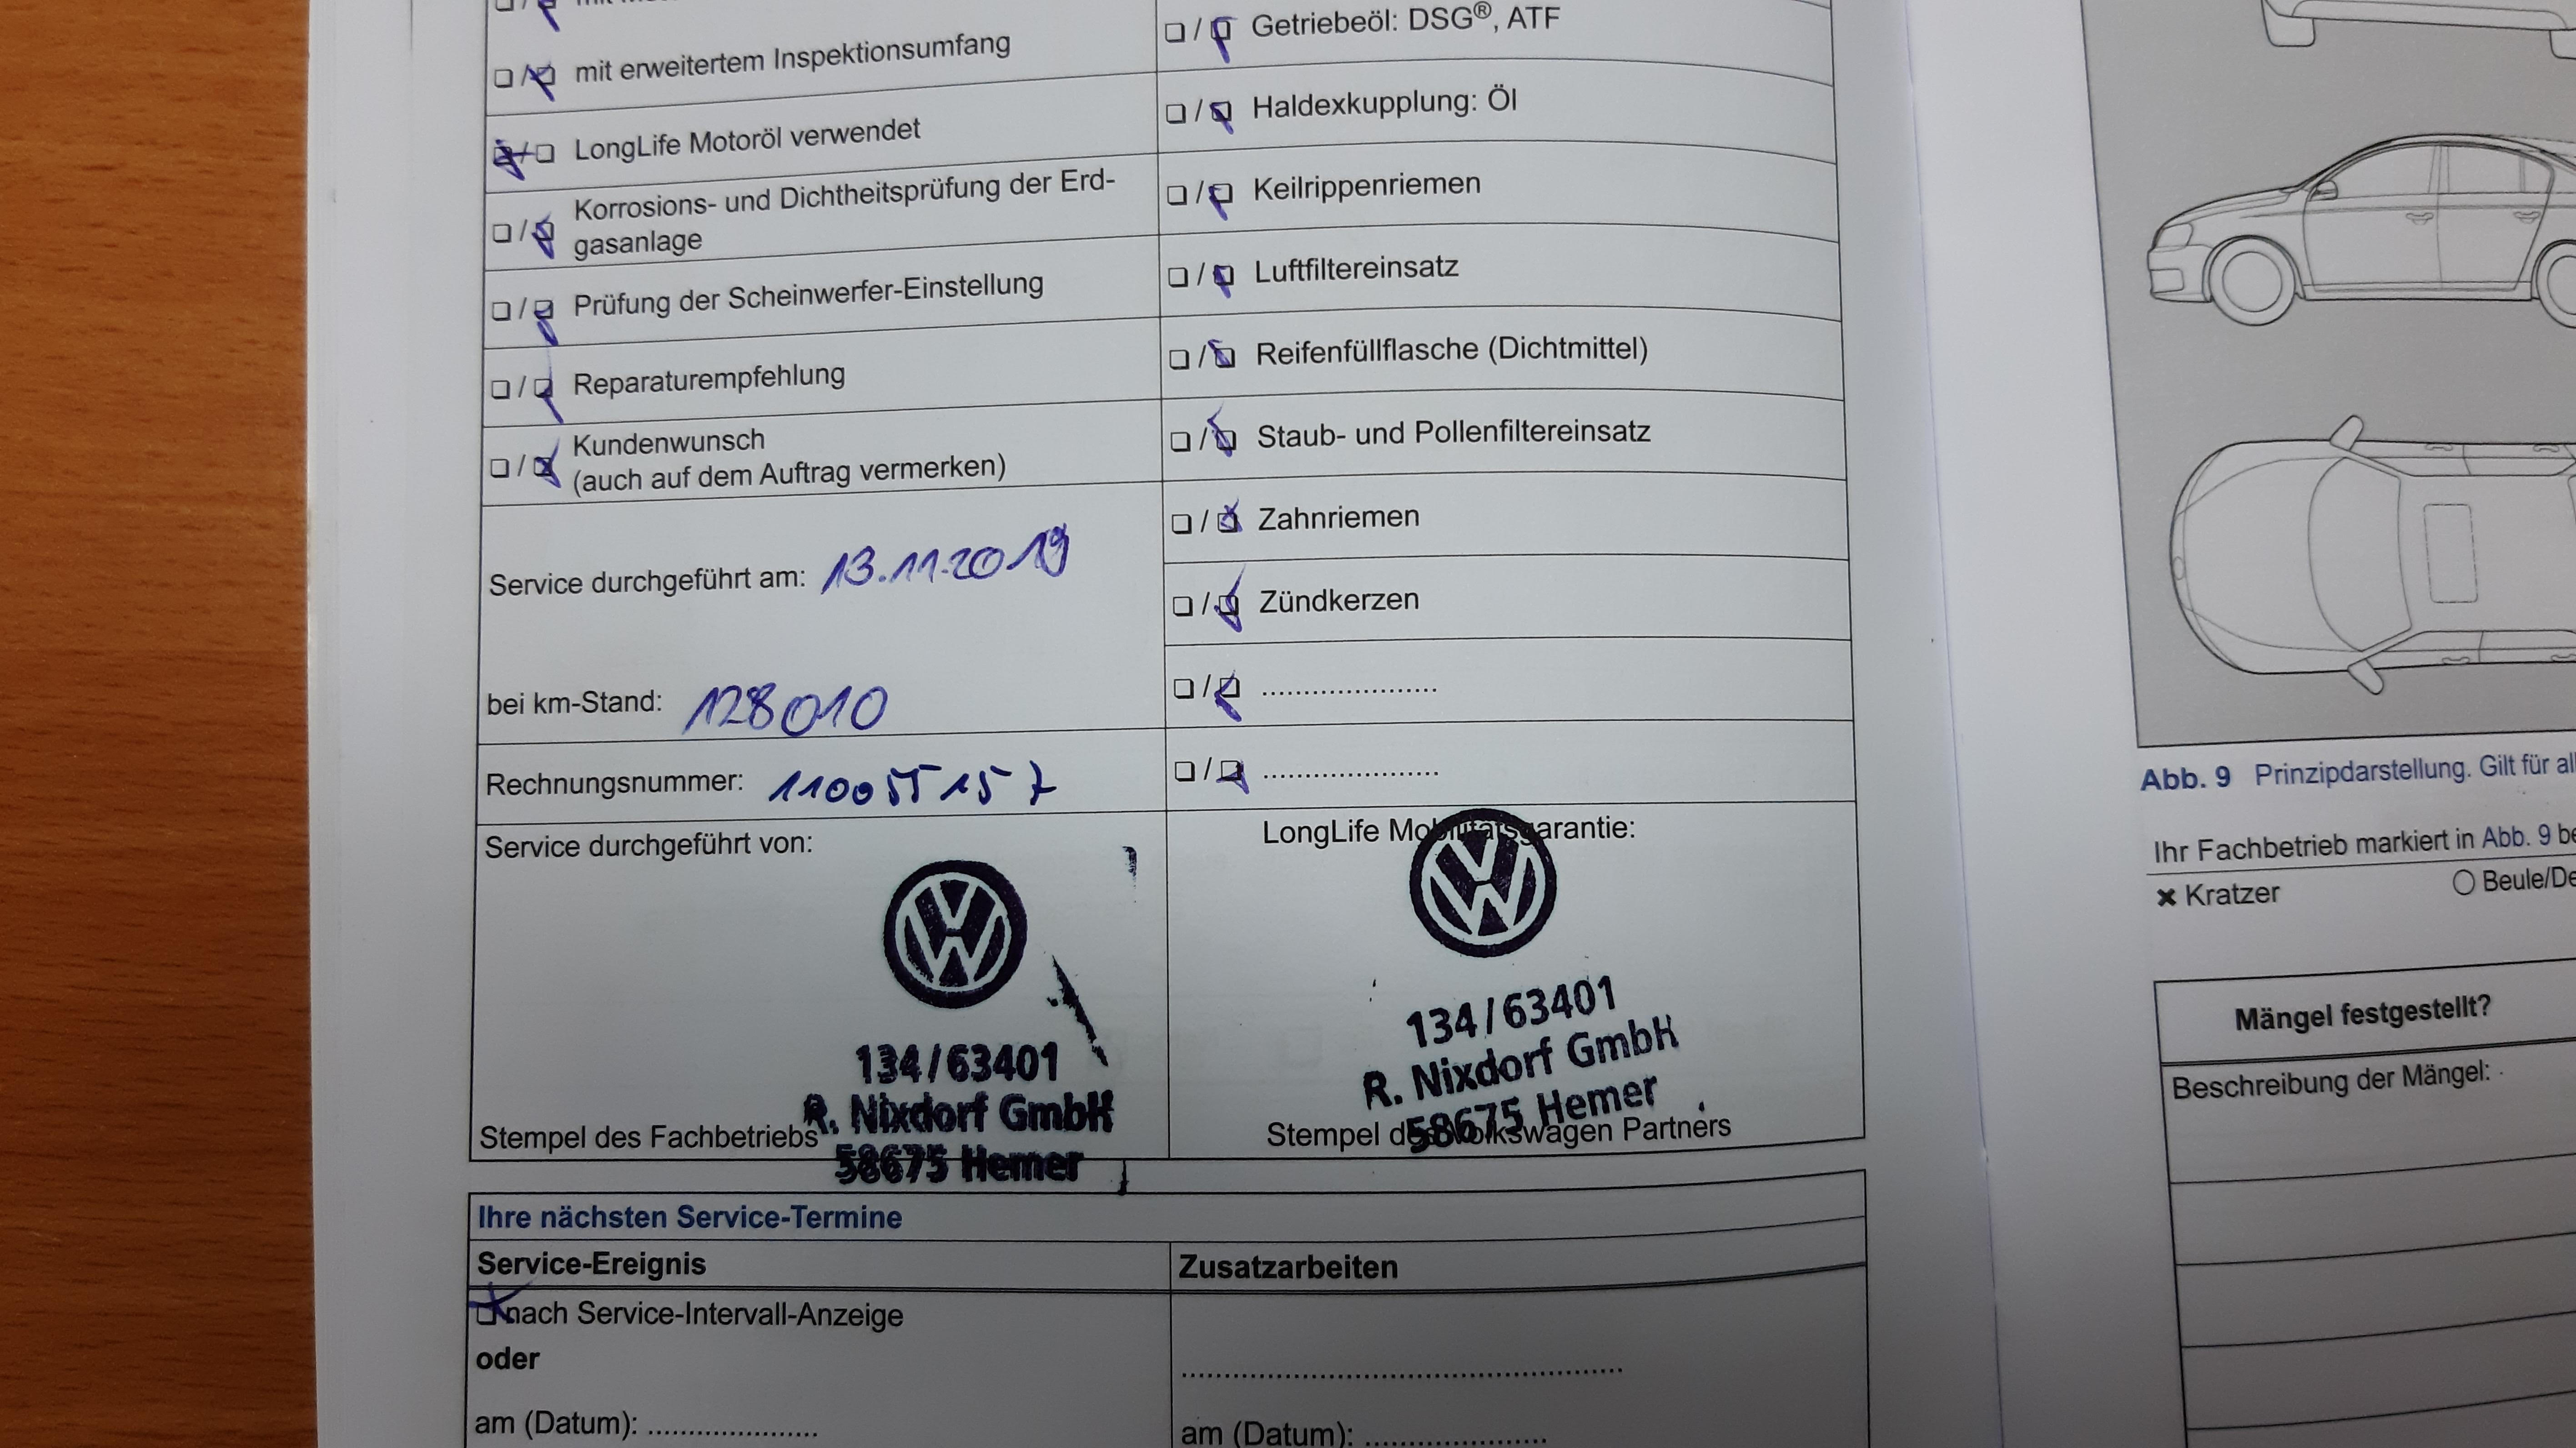 mit erweitertem Inspektionsumfang
LongLife Motoröl verwendet
Korrosions- und Dichtheitsprüfung der Erd-
gasanlage
Prüfung der Scheinwerfer-Einstellung
Reparaturempfehlung
Kundenwunsch
(auch auf dem Auftrag vermerken)
Service durchgeführt am: 13.11.2019
bei km-Stand: 128010
Rechnungsnummer: 110055157
Service durchgeführt von:
134/63401
R. Nixdorf GmbH
Stempel des Fachbetriebs
58675 Hemer
Getriebeöl: DSG®, ATF
Haldexkupplung: Öl
Keilrippenriemen
Luftfiltereinsatz
Reifenfüllflasche (Dichtmittel)
Staub- und Pollenfiltereinsatz
Zahnriemen
Zündkerzen
.....................
.....................
LongLife Mobilitätsgarantie:
134/63401
R. Nixdorf GmbH
58675 Hemer
Stempel des Volkswagen Partners
Ihre nächsten Service-Termine
Service-Ereignis
nach Service-Intervall-Anzeige
oder
am (Datum): .....................
Zusatzarbeiten
.....................................................
am (Datum): .....................
Abb. 9 Prinzipdarstellung. Gilt für
Ihr Fachbetrieb markiert in Abb. 9
× Kratzer
Mängel festgestellt?
Beschreibung der Mängel: